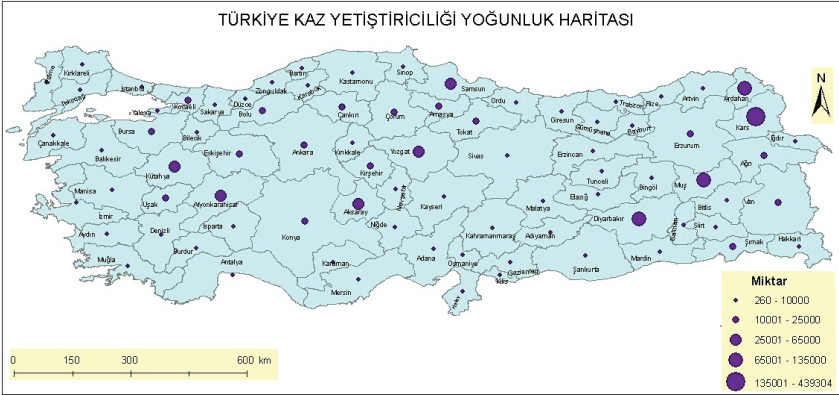 TÜRKİYE KAZ YETİŞTİRİCİLİĞİ YOĞUNLUK HARİTASI
N
Edirne
Kırklareli
Tekirdağ
İstanbul
Yalova
Kocaeli
Sakarya
Düzce
Bolu
Zonguldak
Bartın
Karabük
Kastamonu
Sinop
Samsun
Ordu
Giresun
Gümüşhane
Trabzon
Rize
Bayburt
Artvin
Ardahan
Kars
Iğdır
Çanakkale
Balıkesir
Bursa
Bilecik
Eskişehir
Kütahya
Ankara
Çankırı
Kırıkkale
Çorum
Amasya
Tokat
Yozgat
Kırşehir
Sivas
Erzincan
Erzurum
Ağrı
Manisa
İzmir
Uşak
Afyonkarahisar
Aydın
Denizli
Isparta
Burdur
Muğla
Antalya
Konya
Aksaray
Nevşehir
Niğde
Kayseri
Karaman
Mersin
Adana
Osmaniye
Hatay
Kilis
Gaziantep
Kahramanmaraş
Adıyaman
Malatya
Elazığ
Tunceli
Bingöl
Muş
Bitlis
Van
Diyarbakır
Batman
Siirt
Şırnak
Hakkari
Mardin
Şanlıurfa
Miktar
260 - 10000
10001 - 25000
25001 - 65000
65001 - 135000
135001 - 439304
0 150 300 600 km